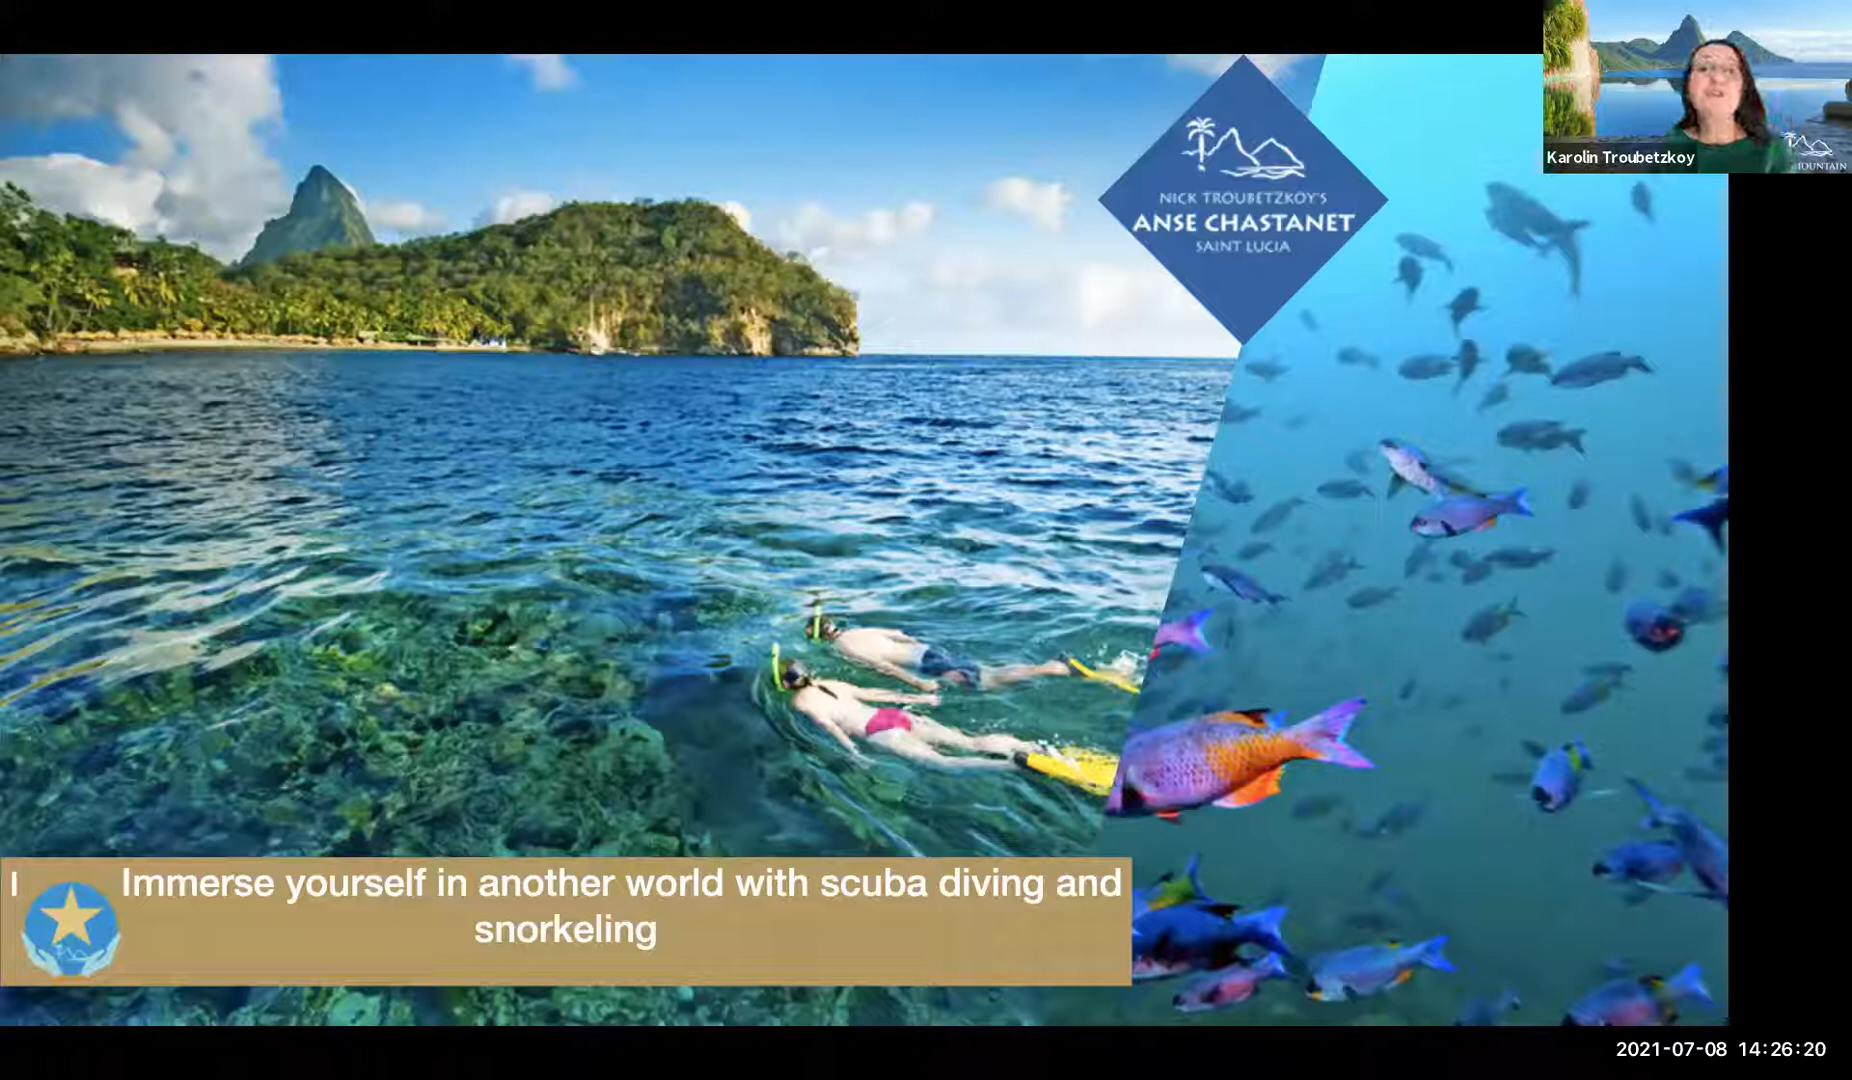 Karolin Troubetzkoy
IOUNTAIN
NICK TROUBETZKOY'S
ANSE CHASTANET
SAINT LUCIA
I
Immerse yourself in another world with scuba diving and
snorkeling
2021-07-08 14:26:20